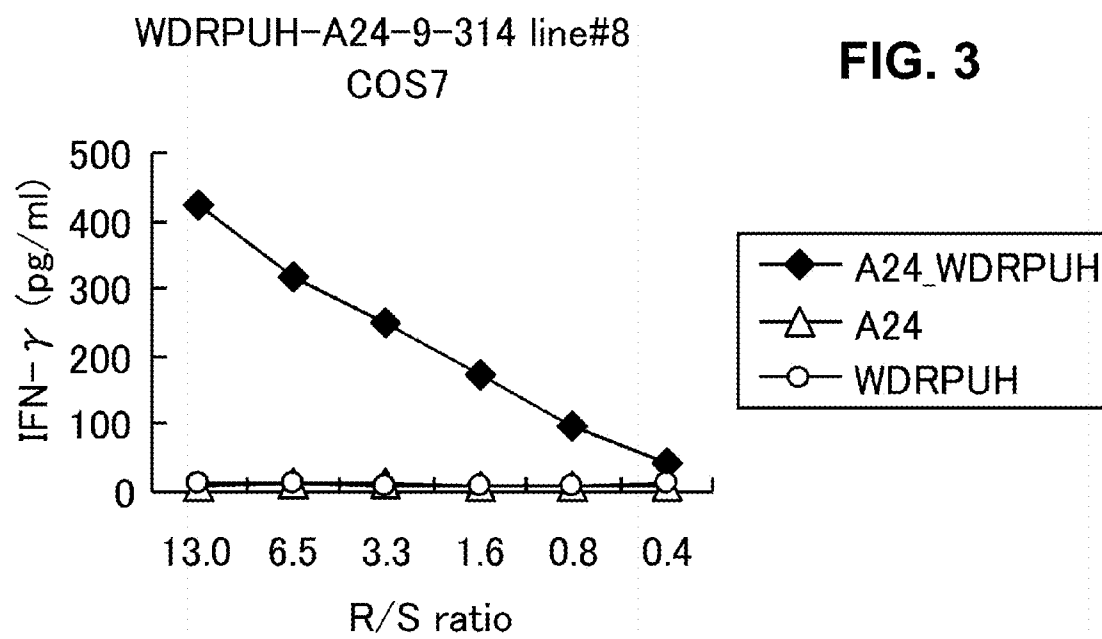 WDRPUH-A24-9-314 line#8
COS7
FIG. 3
IFN-γ (pg/ml)
500
400
300
200
100
0
13.0 6.5 3.3 1.6 0.8 0.4
R/S ratio
A24_WDRPUH
A24
WDRPUH